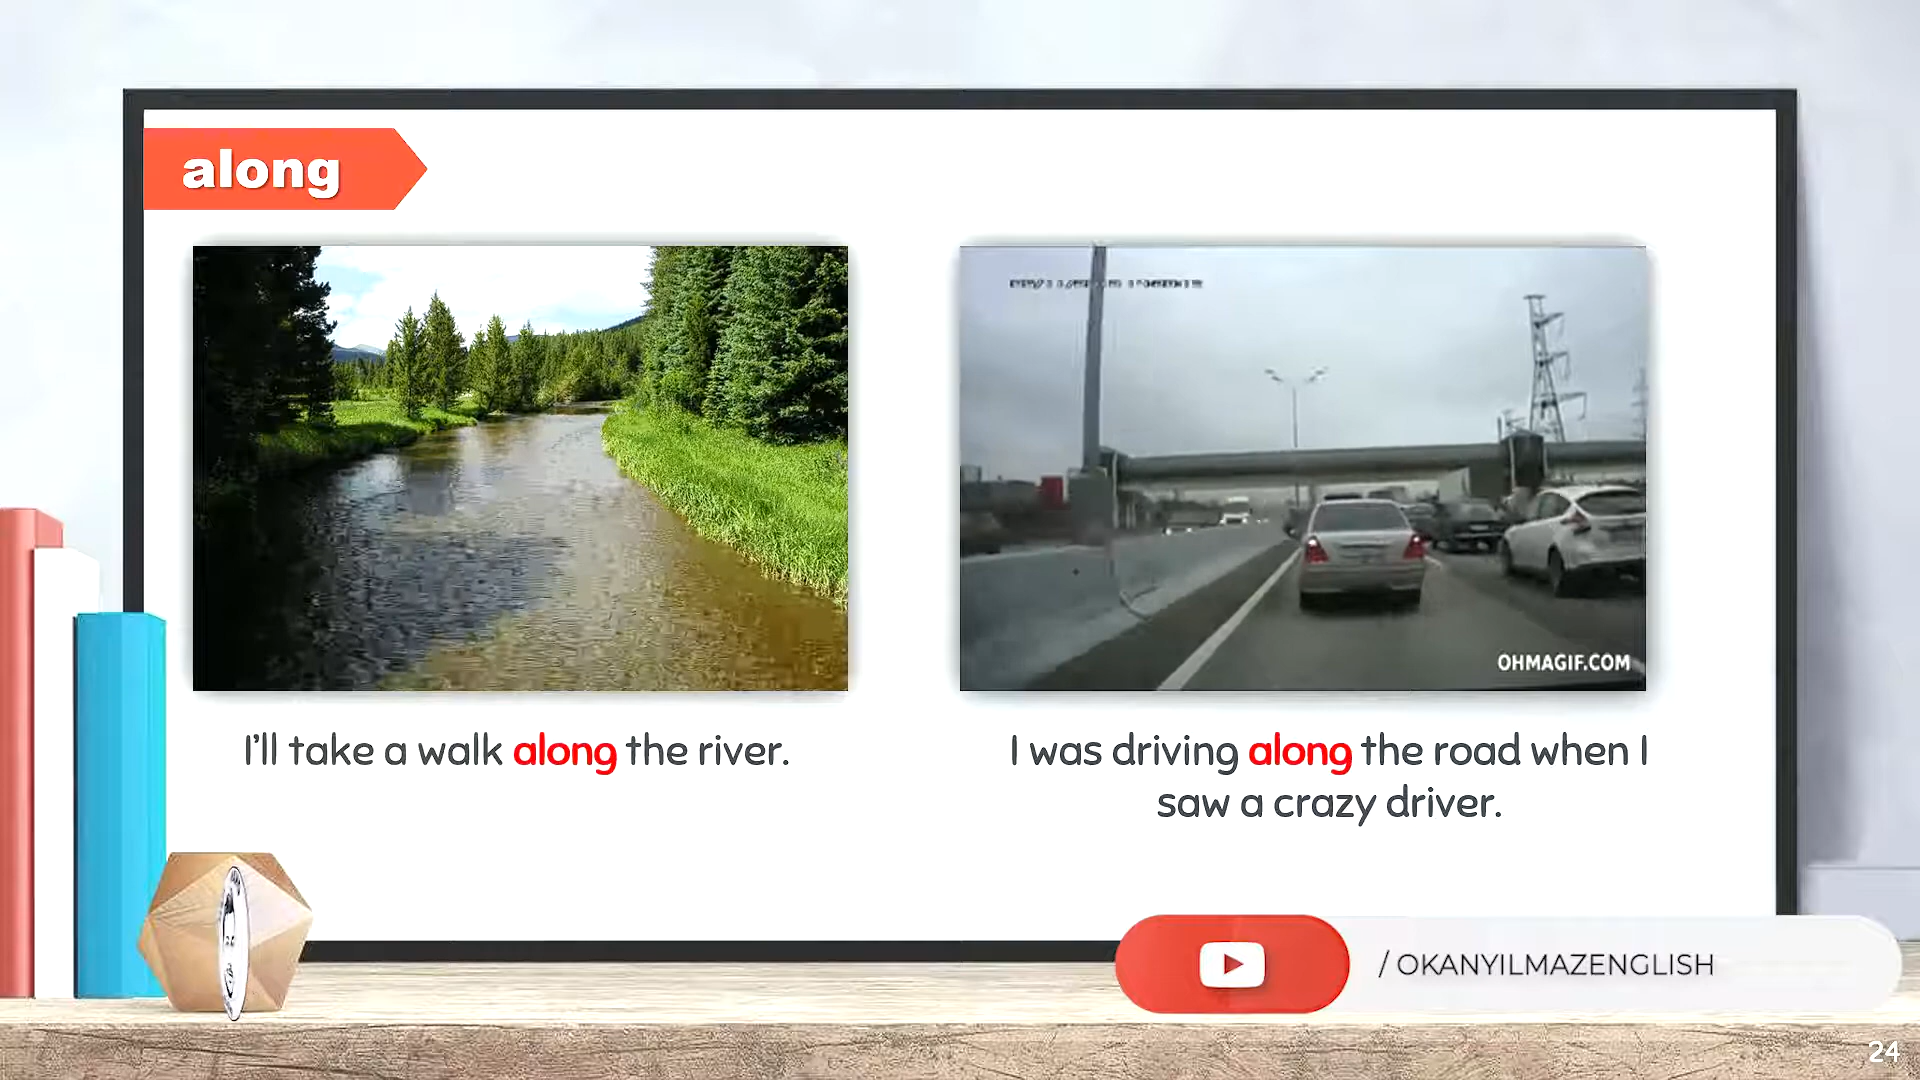 along
I'll take a walk along the river.
OHMAGIF.COM
I was driving along the road when I
saw a crazy driver.
/ OKANYILMAZENGLISH
24